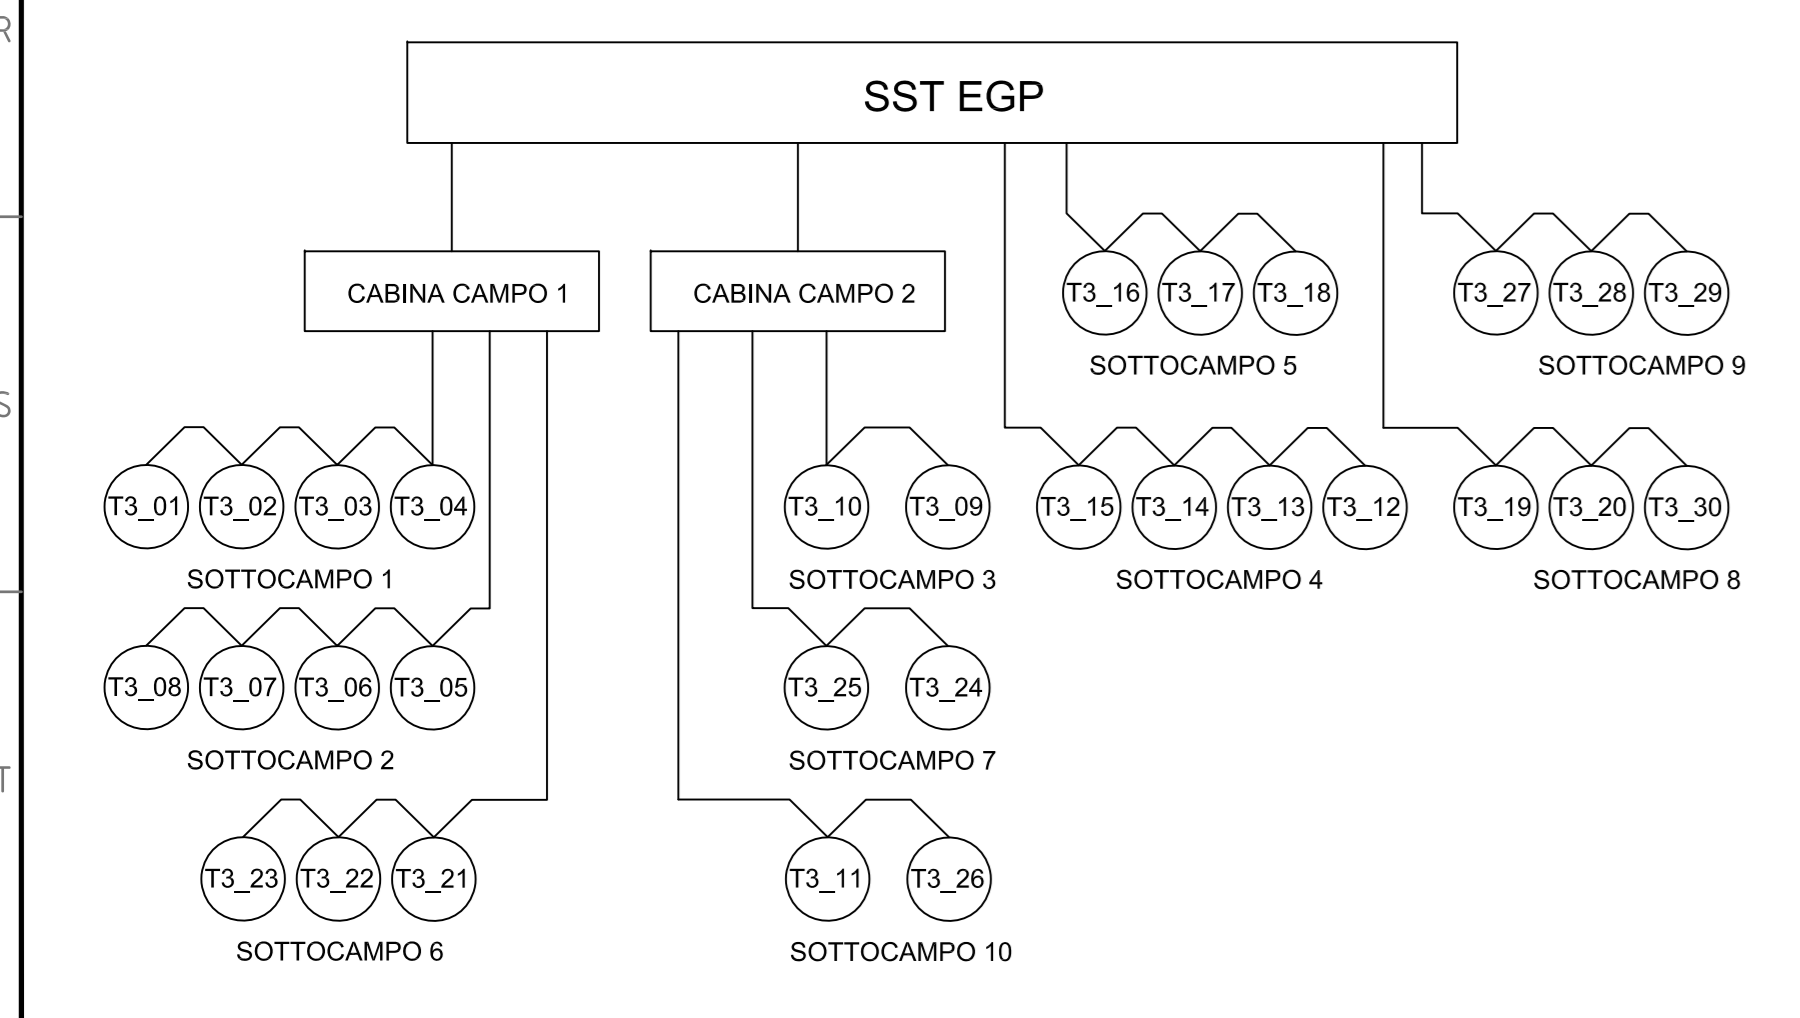 R
SST EGP
CABINA CAMPO 1
CABINA CAMPO 2
T3_16 T3_17 T3_18
T3_27 T3_28 T3_29
SOTTOCAMPO 5
SOTTOCAMPO 9
S
T3_01 T3_02 T3_03 T3_04
T3_10 T3_09
T3_15 T3_14 T3_13 T3_12
T3_19 T3_20 T3_30
SOTTOCAMPO 1
SOTTOCAMPO 3
SOTTOCAMPO 4
SOTTOCAMPO 8
T3_08 T3_07 T3_06 T3_05
T3_25 T3_24
SOTTOCAMPO 2
SOTTOCAMPO 7
T
T3_23 T3_22 T3_21
T3_11 T3_26
SOTTOCAMPO 6
SOTTOCAMPO 10